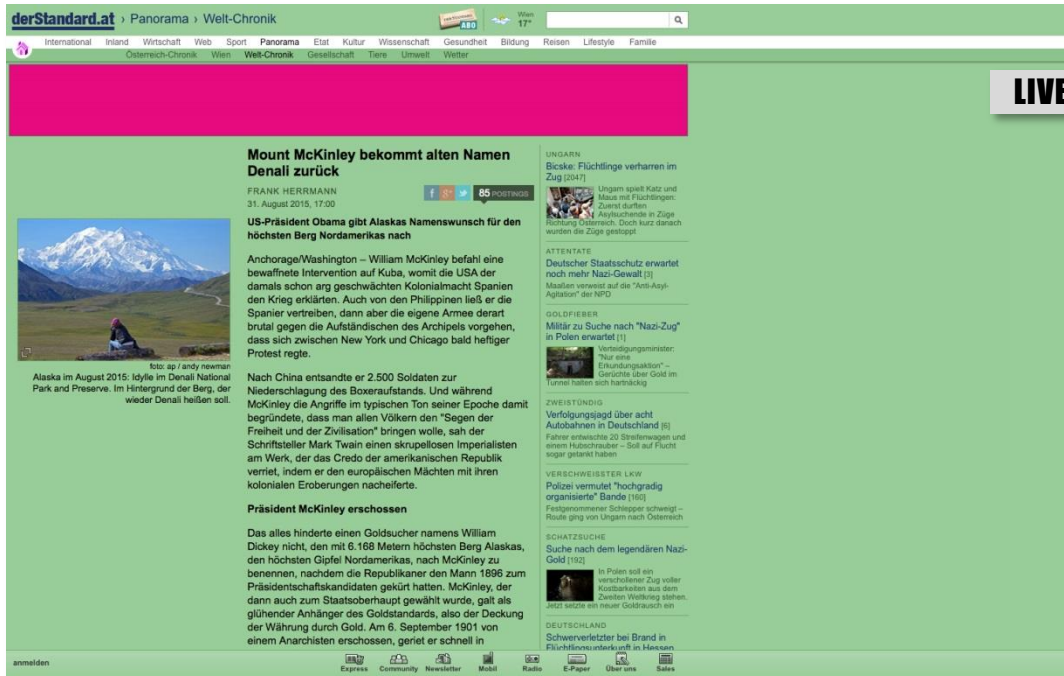 derStandard.at › Panorama › Welt-Chronik
ABO
Wien
17°
International Inland Wirtschaft Web Sport Panorama Etat Kultur Wissenschaft Gesundheit Bildung Reisen Lifestyle Familie
Österreich-Chronik Wien Welt-Chronik Gesellschaft Tiere Umwelt Wetter
LIVE
Mount McKinley bekommt alten Namen
Denali zurück
FRANK HERRMANN
31. August 2015, 17:00
85 POSTINGS
US-Präsident Obama gibt Alaskas Namenswunsch für den
höchsten Berg Nordamerikas nach
Anchorage/Washington – William McKinley befahl eine
bewaffnete Intervention auf Kuba, womit die USA der
damals schon arg geschwächten Kolonialmacht Spanien
den Krieg erklärten. Auch von den Philippinen ließ er die
Spanier vertreiben, dann aber die eigene Armee derart
brutal gegen die Aufständischen des Archipels vorgehen,
dass sich zwischen New York und Chicago bald heftiger
Protest regte.
Nach China entsandte er 2.500 Soldaten zur
Niederschlagung des Boxeraufstands. Und während
McKinley die Angriffe im typischen Ton seiner Epoche damit
begründete, dass man allen Völkern den "Segen der
Freiheit und der Zivilisation" bringen wolle, sah der
Schriftsteller Mark Twain einen skrupellosen Imperialisten
am Werk, der das Credo der amerikanischen Republik
verriet, indem er den europäischen Mächten mit ihren
kolonialen Eroberungen nacheiferte.
Präsident McKinley erschossen
Das alles hinderte einen Goldsucher namens William
Dickey nicht, den mit 6.168 Metern höchsten Berg Alaskas,
den höchsten Gipfel Nordamerikas, nach McKinley zu
benennen, nachdem die Republikaner den Mann 1896 zum
Präsidentschaftskandidaten gekürt hatten. McKinley, der
dann auch zum Staatsoberhaupt gewählt wurde, galt als
glühender Anhänger des Goldstandards, also der Deckung
der Währung durch Gold. Am 6. September 1901 von
einem Anarchisten erschossen, geriet er schnell in
foto: ap / andy newman
Alaska im August 2015: Idylle im Denali National
Park and Preserve. Im Hintergrund der Berg, der
wieder Denali heißen soll.
UNGARN
Bicske: Flüchtlinge verharren im
Zug [2047]
Ungarn spielt Katz und
Maus mit Flüchtlingen:
Zuerst durften
Asylsuchende in Züge
Richtung Österreich. Doch kurz danach
wurden die Züge gestoppt
ATTENTATE
Deutscher Staatsschutz erwartet
noch mehr Nazi-Gewalt [3]
Maaßen verweist auf die "Anti-Asyl-
Agitation" der NPD
GOLDFIEBER
Militär zu Suche nach "Nazi-Zug"
in Polen erwartet [1]
Verteidigungsminister:
"Nur eine
Erkundungsaktion" –
Gerüchte über Gold im
Tunnel halten sich hartnäckig
ZWEISTÜNDIG
Verfolgungsjagd über acht
Autobahnen in Deutschland [6]
Fahrer entwischte 20 Streifenwagen und
einem Hubschrauber – Soll auf Flucht
sogar getankt haben
VERSCHWEISSTER LKW
Polizei vermutet "hochgradig
organisierte" Bande [160]
Festgenommener Schlepper schweigt –
Route ging von Ungarn nach Österreich
SCHATZSUCHE
Suche nach dem legendären Nazi-
Gold [192]
In Polen soll ein
verschollener Zug voller
Kostbarkeiten aus dem
Zweiten Weltkrieg stehen.
Jetzt setzte ein neuer Goldrausch ein
DEUTSCHLAND
Schwerverletzter bei Brand in
Flüchtlingsunterkunft in Hessen
anmelden
Express Community Newsletter Mobil Radio E-Paper Über uns Sales